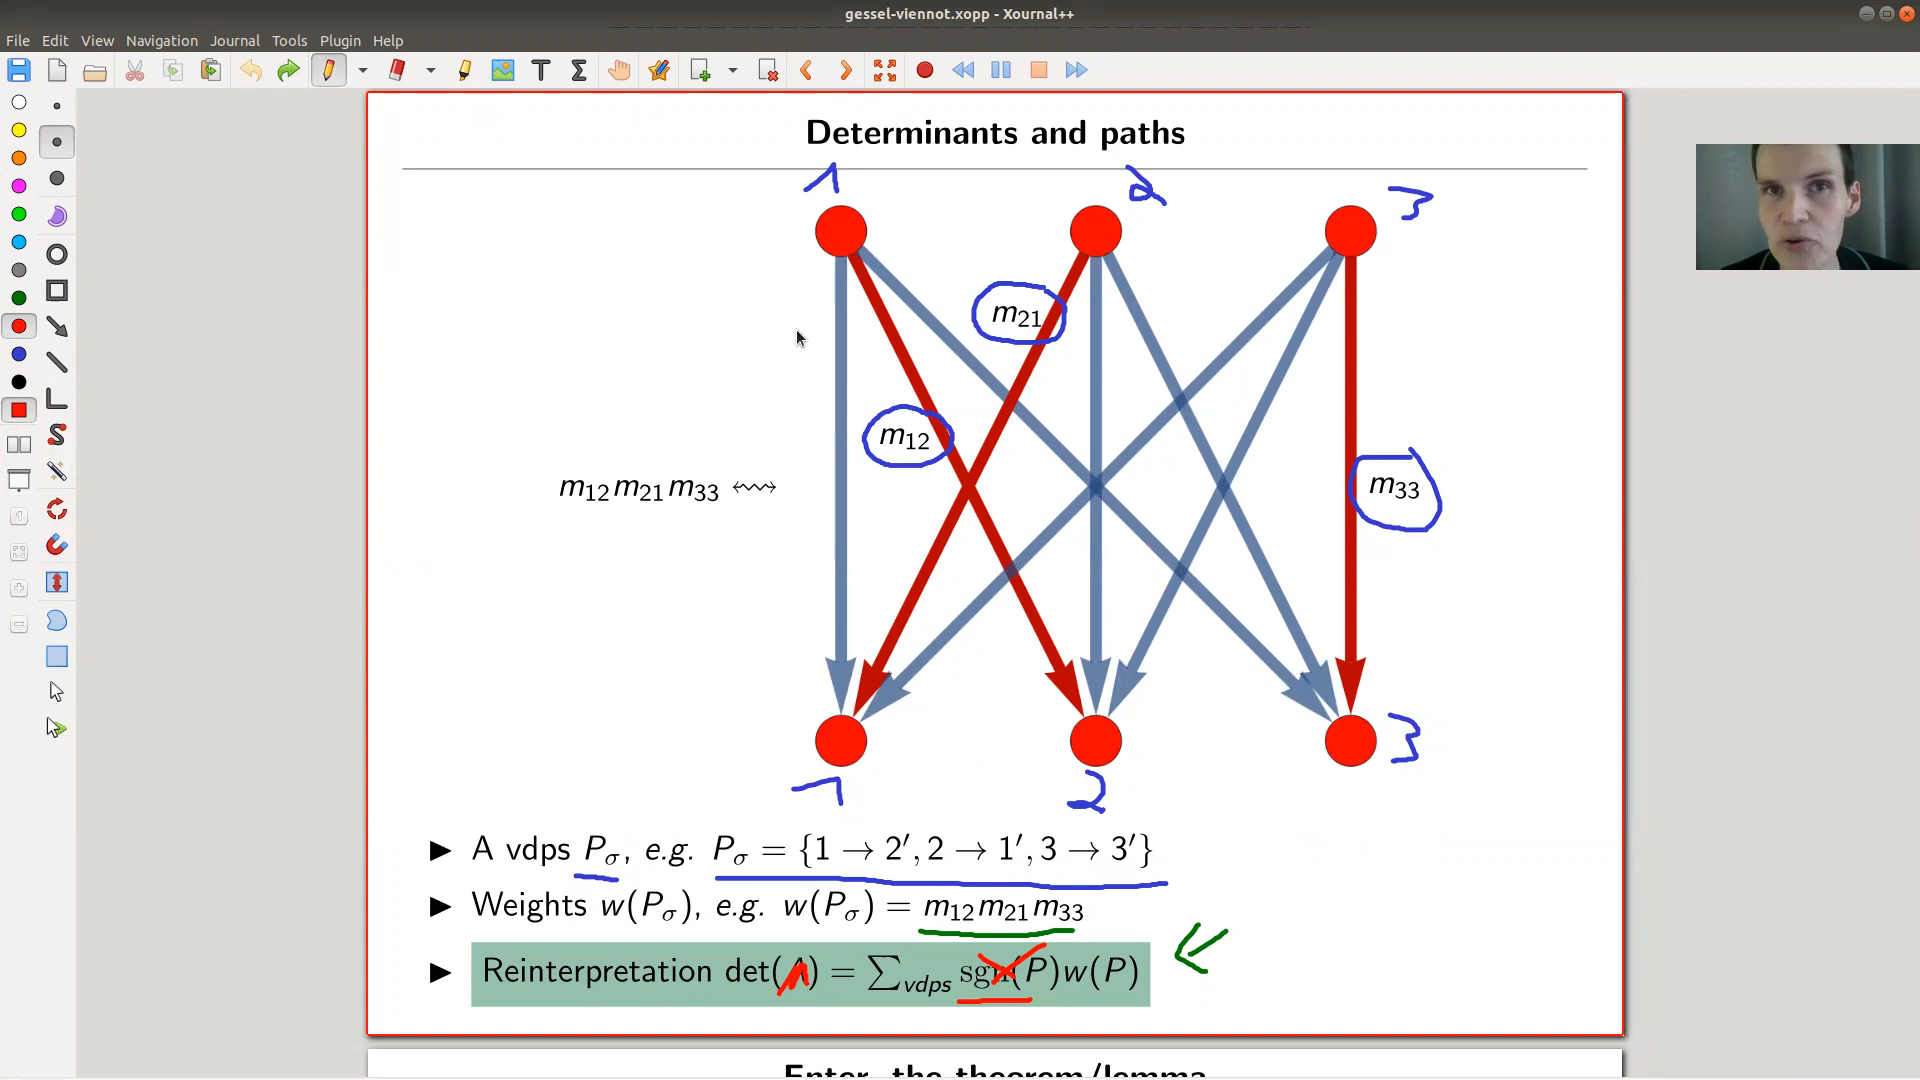 gessel-viennot.xopp - Xournal++
File Edit View Navigation Journal Tools Plugin Help
Determinants and paths
1 2 3
m21
m12
m12m21m33 ↭
m33
1 2 3
▶ A vdps Pσ, e.g. Pσ = {1 → 2′, 2 → 1′, 3 → 3′}
▶ Weights w(Pσ), e.g. w(Pσ) = m12m21m33
▶ Reinterpretation det(A) = ∑vdps sgn(P)w(P)
Enter, the theorem/lemma